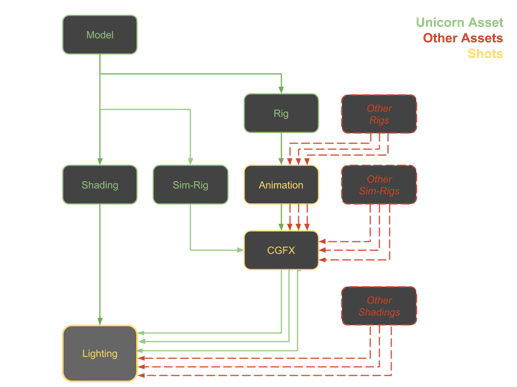 Unicorn Asset
Other Assets
Shots
Model
Rig
Other
Rigs
Shading
Sim-Rig
Animation
Other
Sim-Rigs
CGFX
Other
Shadings
Lighting